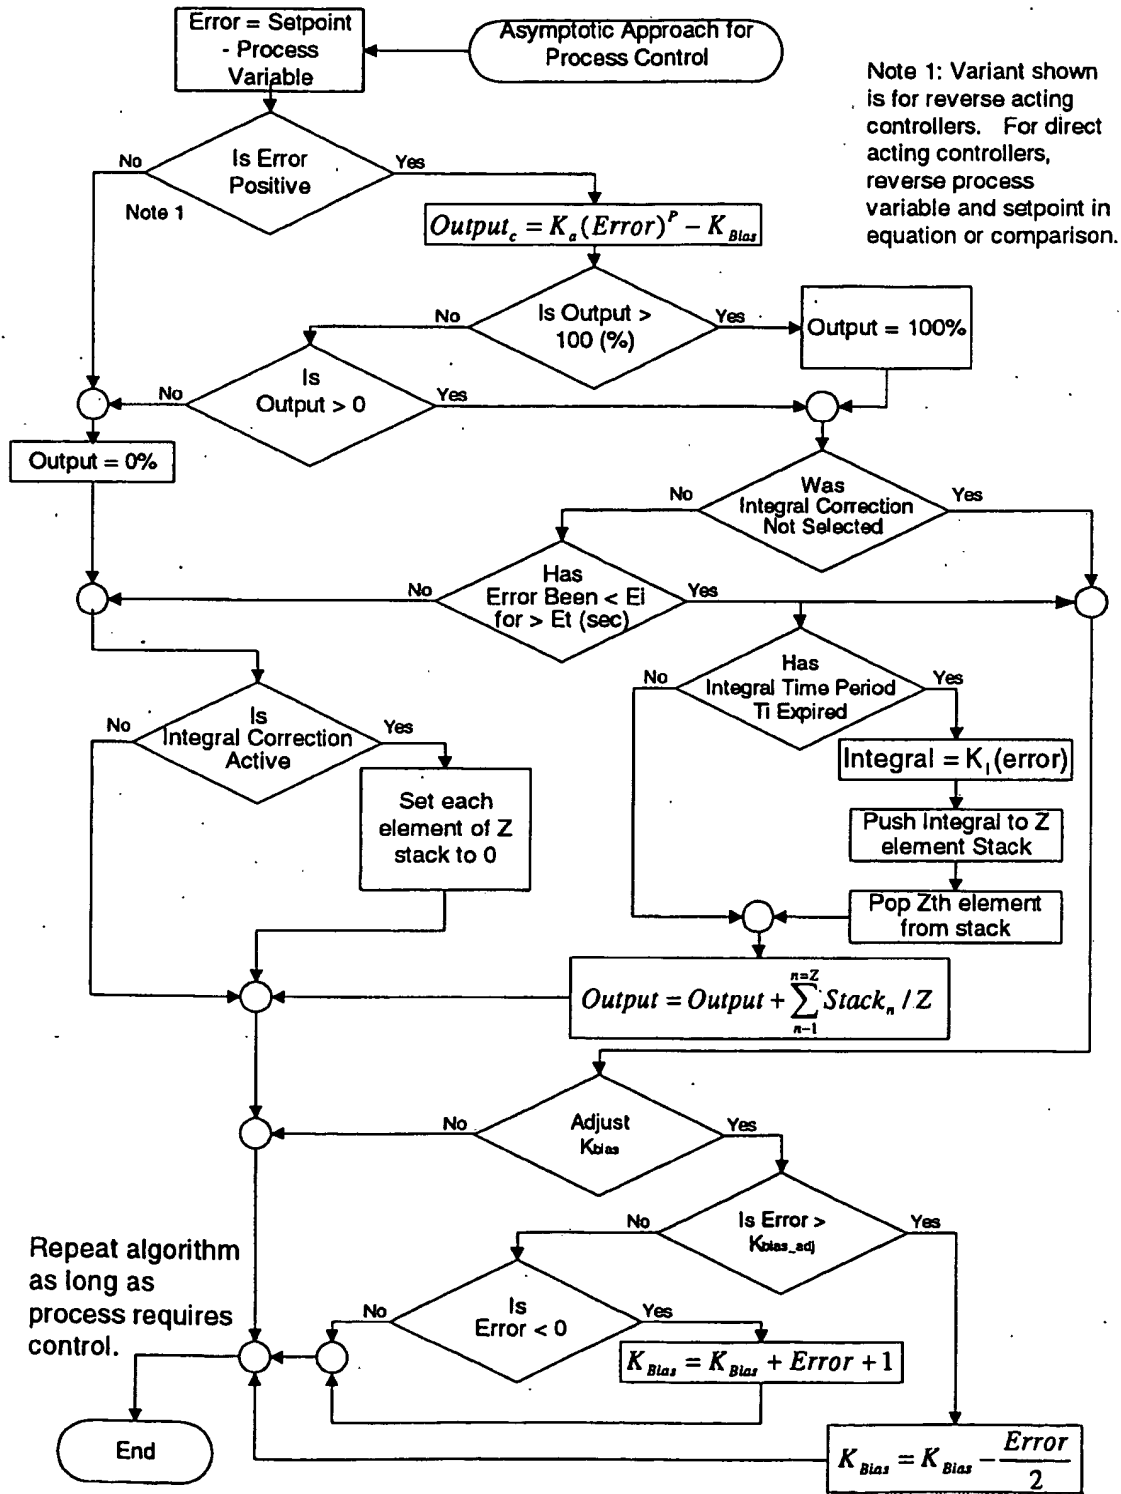 Error = Setpoint
- Process
Variable
Asymptotic Approach for
Process Control
Note 1: Variant shown
is for reverse acting
controllers. For direct
acting controllers,
reverse process
variable and setpoint in
equation or comparison.
No
Is Error
Positive
Yes
Note 1
Output_c = K_a (Error)^P − K_Bias
No
Is Output >
100 (%)
Yes
Output = 100%
No
Is
Output > 0
Yes
Output = 0%
No
Was
Integral Correction
Not Selected
Yes
No
Has
Error Been < Ei
for > Et (sec)
Yes
No
Has
Integral Time Period
Ti Expired
Yes
No
Is
Integral Correction
Active
Yes
Integral = K_I (error)
Set each
element of Z
stack to 0
Push Integral to Z
element Stack
Pop Zth element
from stack
Output = Output + ∑_{n-1}^{n=Z} Stack_n / Z
No
Adjust
Kbias
Yes
No
Is Error >
Kbias_adj
Yes
Repeat algorithm
as long as
process requires
control.
No
Is
Error < 0
Yes
K_Bias = K_Bias + Error + 1
End
K_Bias = K_Bias − Error / 2